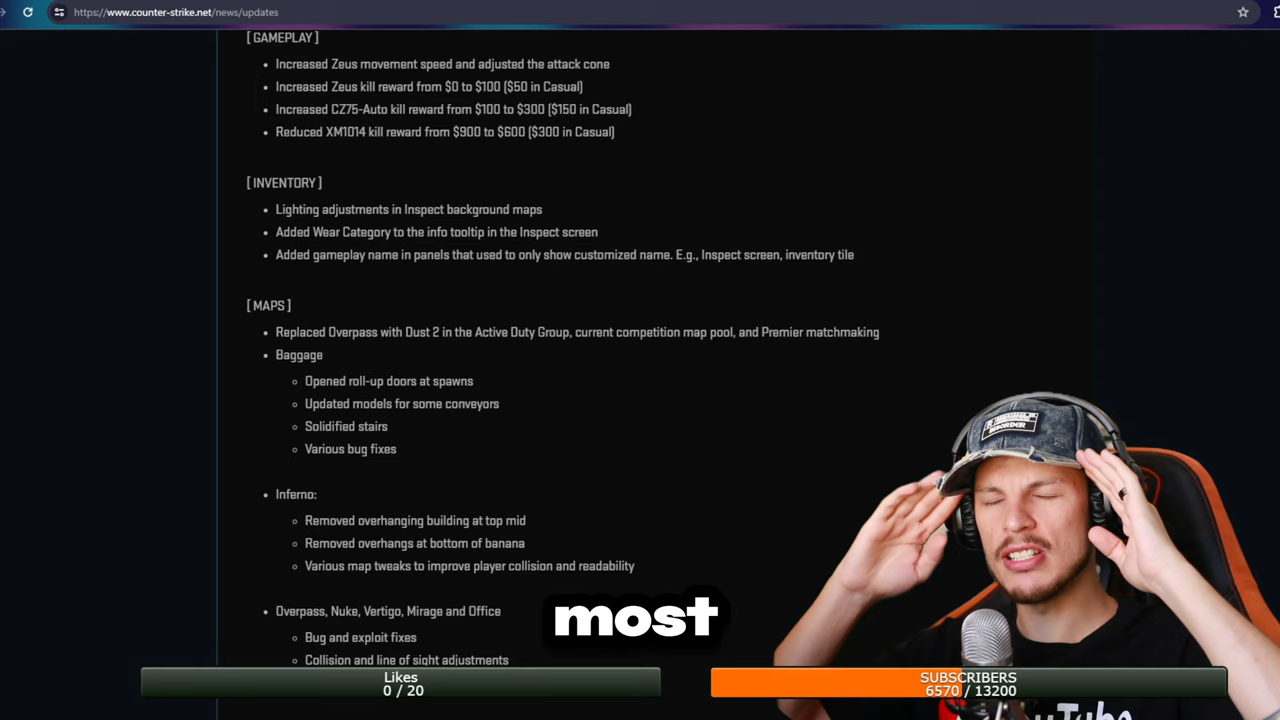 https://www.counter-strike.net/news/updates
[ GAMEPLAY ]
Increased Zeus movement speed and adjusted the attack cone
Increased Zeus kill reward from $0 to $100 ($50 in Casual)
Increased CZ75-Auto kill reward from $100 to $300 ($150 in Casual)
Reduced XM1014 kill reward from $900 to $600 ($300 in Casual)
[ INVENTORY ]
Lighting adjustments in Inspect background maps
Added Wear Category to the info tooltip in the Inspect screen
Added gameplay name in panels that used to only show customized name. E.g., Inspect screen, inventory tile
[ MAPS ]
Replaced Overpass with Dust 2 in the Active Duty Group, current competition map pool, and Premier matchmaking
Baggage
Opened roll-up doors at spawns
Updated models for some conveyors
Solidified stairs
Various bug fixes
Inferno:
Removed overhanging building at top mid
Removed overhangs at bottom of banana
Various map tweaks to improve player collision and readability
Overpass, Nuke, Vertigo, Mirage and Office
Bug and exploit fixes
Collision and line of sight adjustments
most
Likes
0 / 20
SUBSCRIBERS
6570 / 13200
YouTube